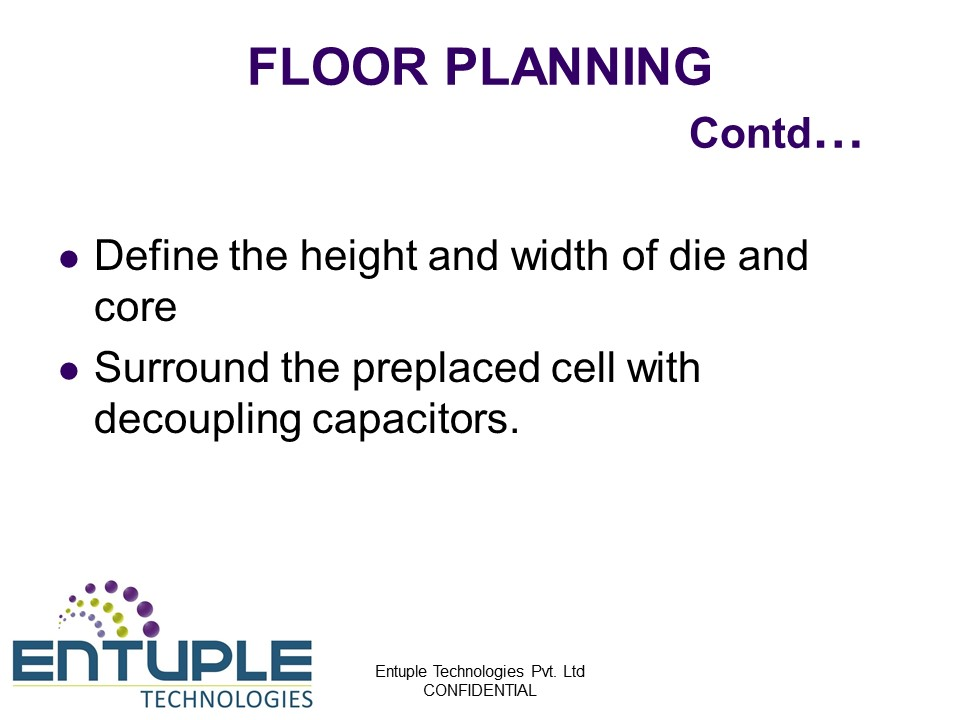 FLOOR PLANNING
Contd…
● Define the height and width of die and
core
● Surround the preplaced cell with
decoupling capacitors.
ENTUPLE
TECHNOLOGIES
Entuple Technologies Pvt. Ltd
CONFIDENTIAL